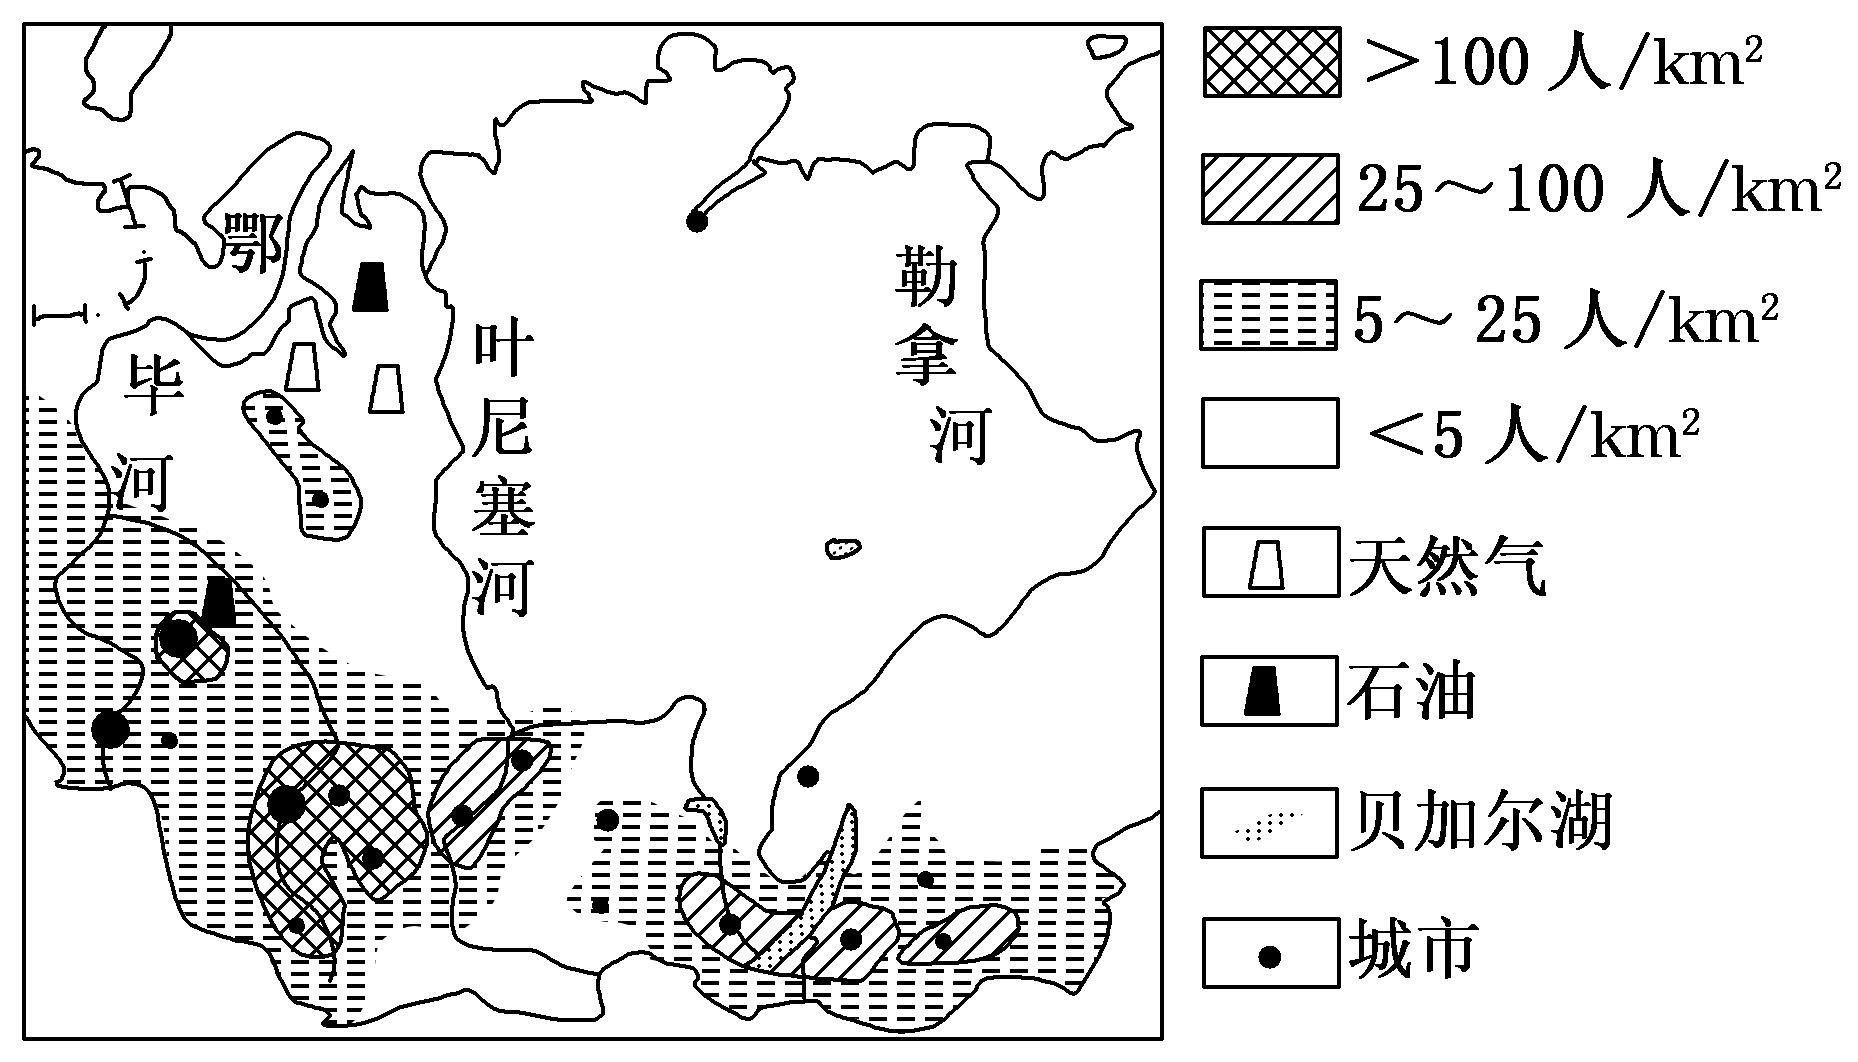 鄂毕河
叶尼塞河
勒拿河
>100 人/km²
25～100 人/km²
5～25 人/km²
<5 人/km²
天然气
石油
贝加尔湖
城市